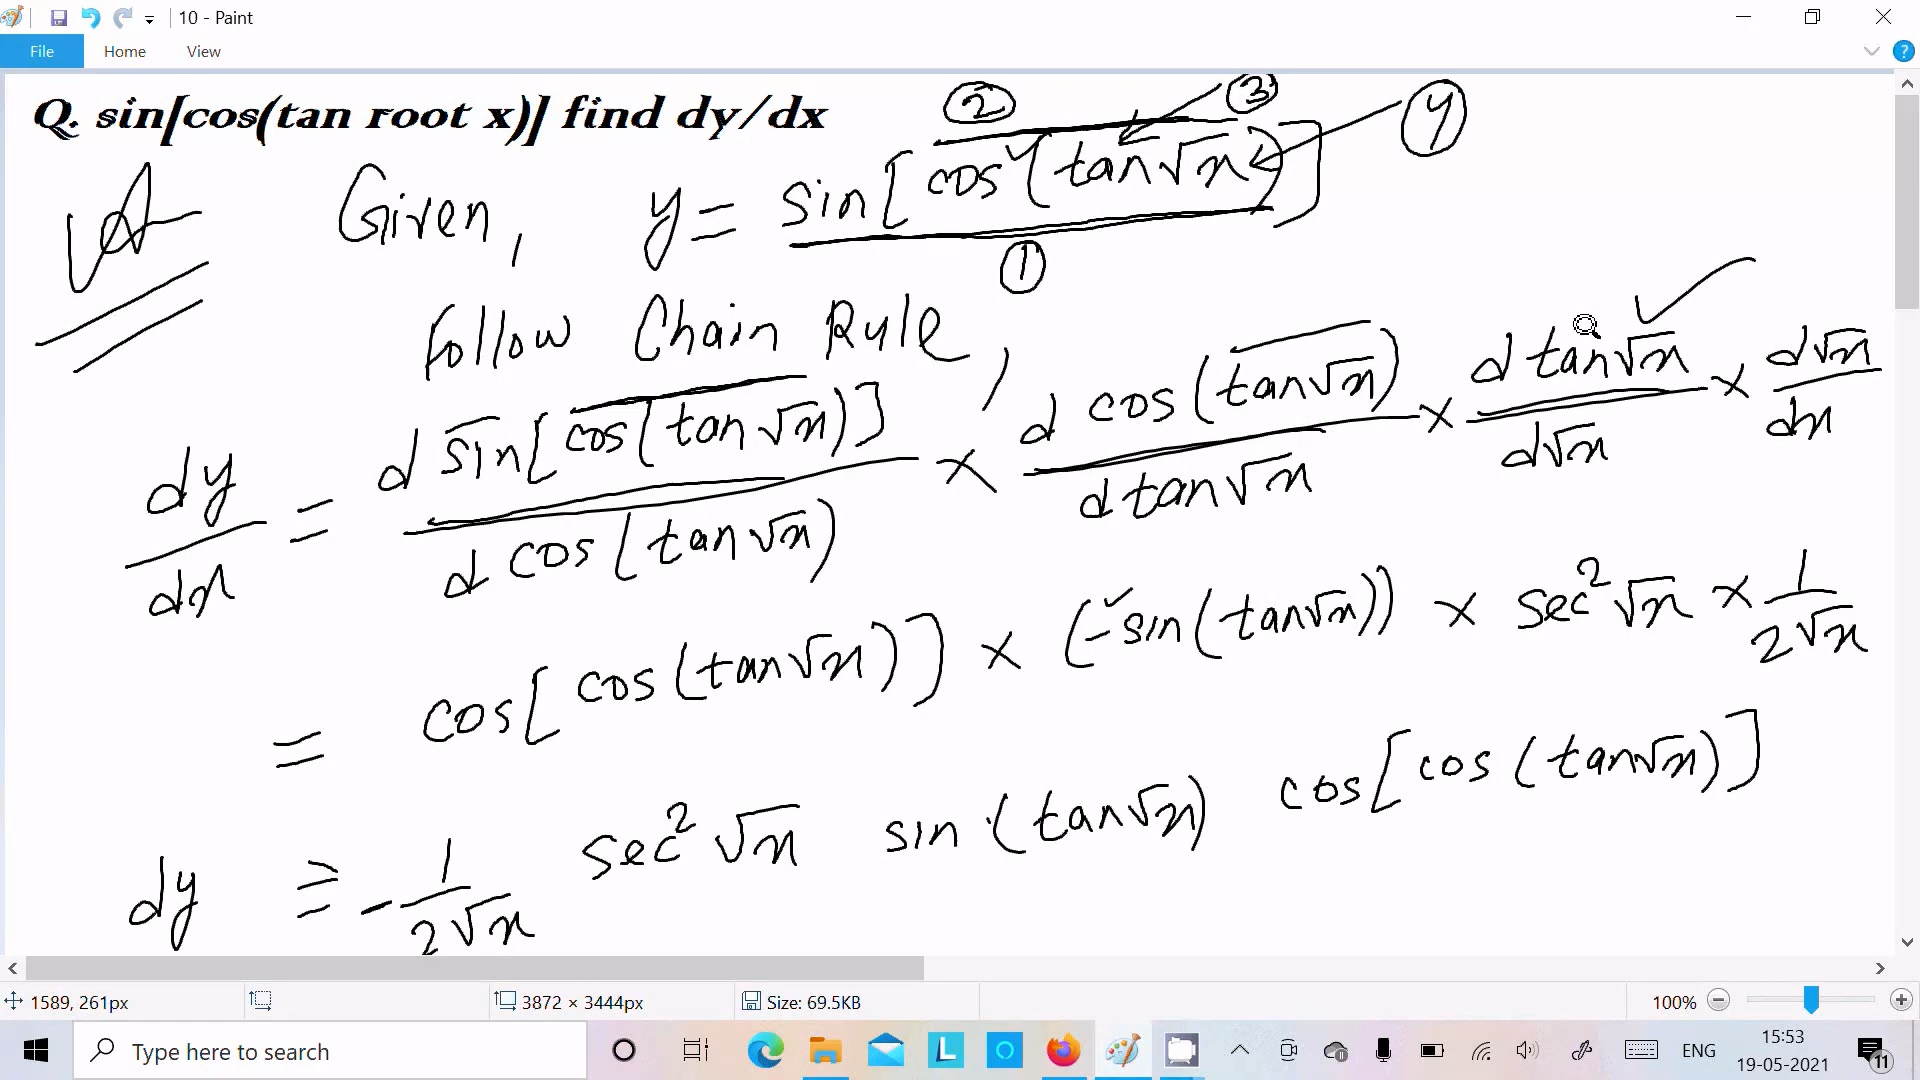 10 - Paint
File Home View
Q. sin[cos(tan root x)] find dy/dx
② ③ ④
Given, y = sin[cos(tan√x)]
①
Follow Chain Rule,
dy/dx = d sin[cos(tan√x)]/d cos(tan√x) × d cos(tan√x)/d tan√x × d tan√x/d√x × d√x/dx
= cos[cos(tan√x)] × (-sin(tan√x)) × sec² √x × 1/2√x
dy = - 1/2√x sec² √x sin (tan√x) cos[cos(tan√x)]
1589, 261px 3872 × 3444px Size: 69.5KB 100%
Type here to search ENG 15:53
19-05-2021 11